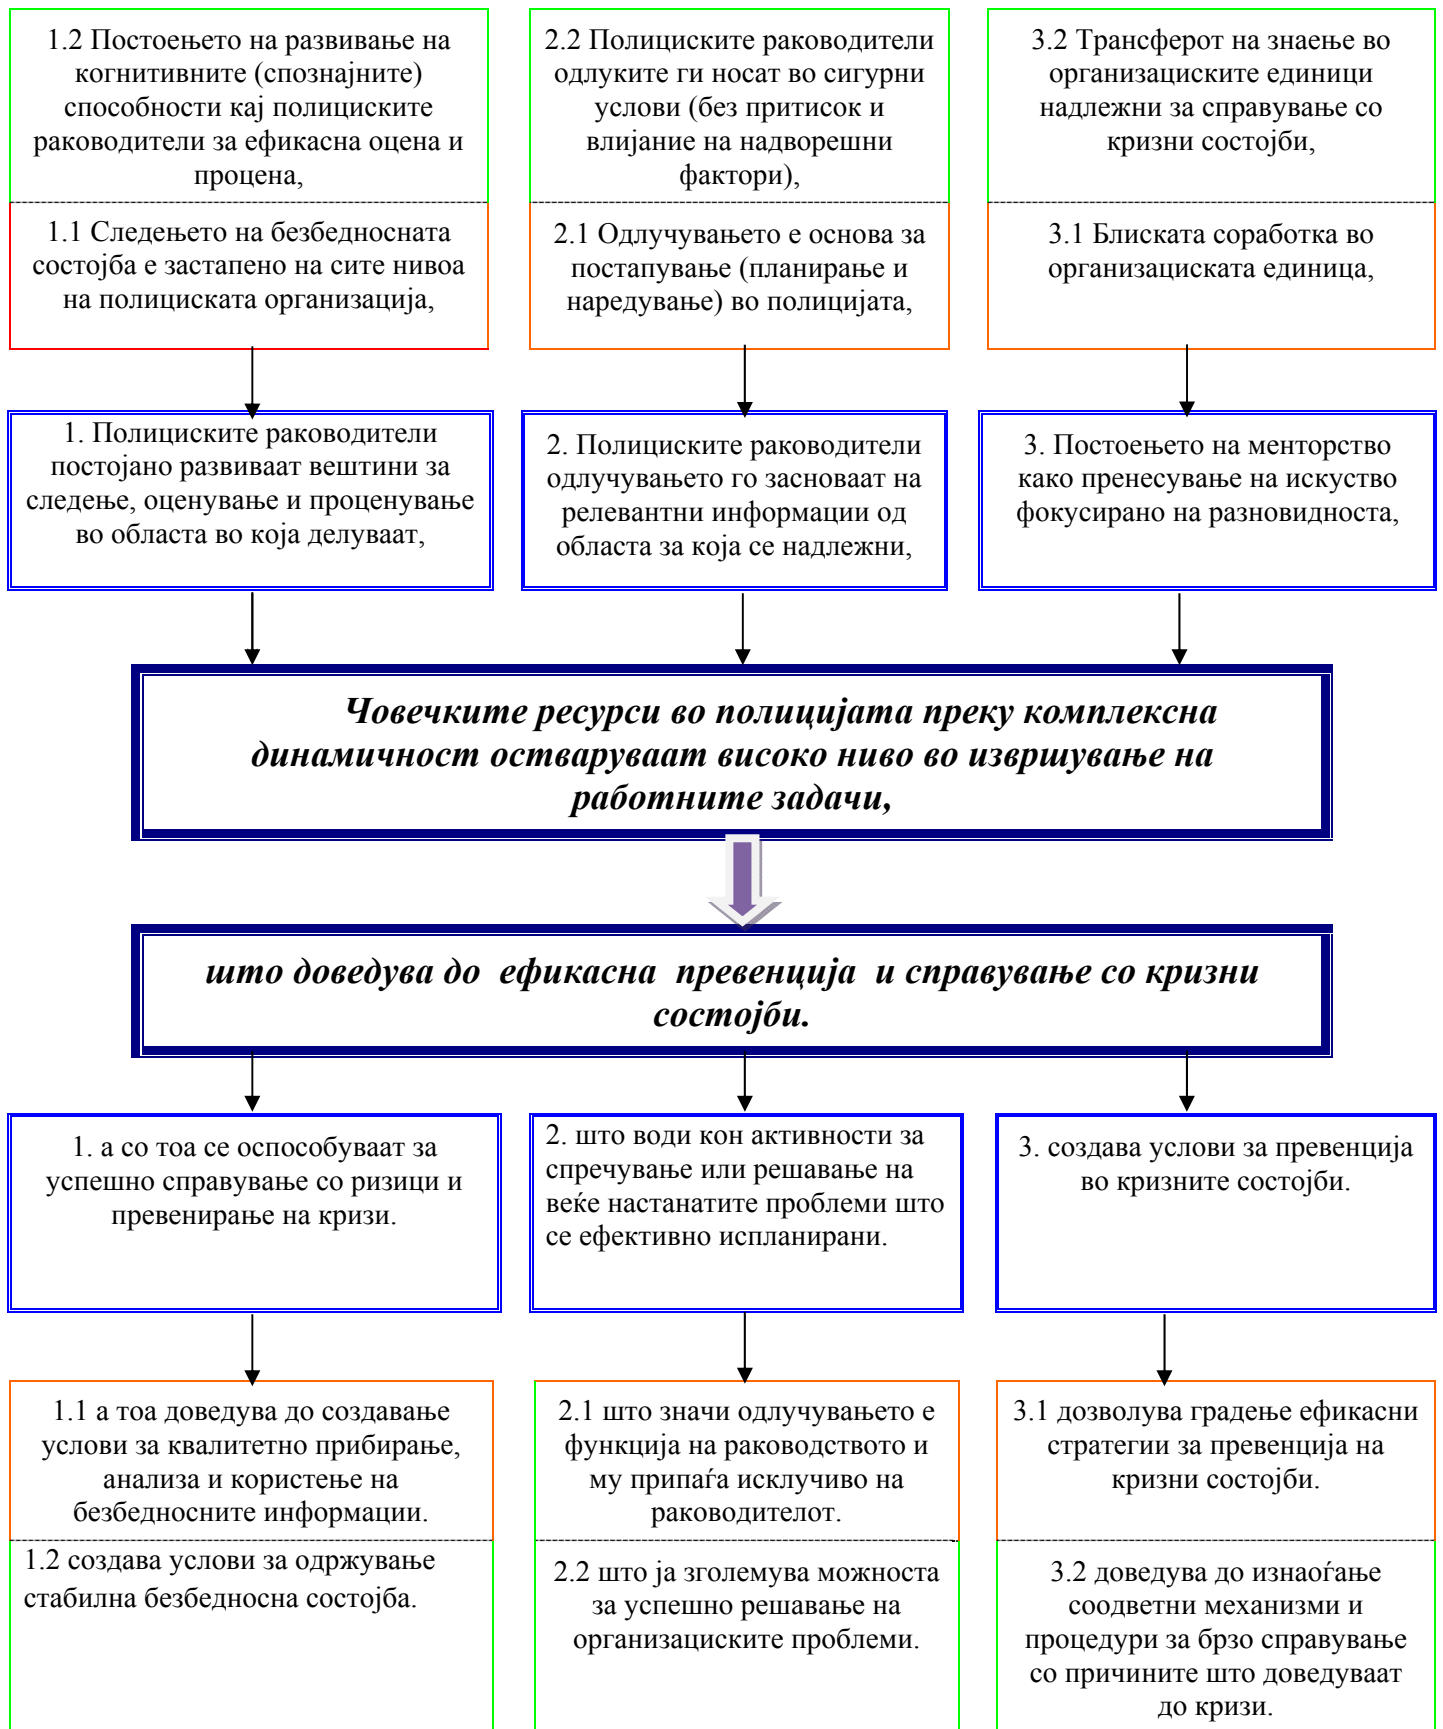 1.2 Постоењето на развивање на
когнитивните (спознајните)
способности кај полициските
раководители за ефикасна оцена и
процена,
2.2 Полициските раководители
одлуките ги носат во сигурни
услови (без притисок и
влијание на надворешни
фактори),
3.2 Трансферот на знаење во
организациските единици
надлежни за справување со
кризни состојби,
1.1 Следењето на безбедносната
состојба е застапено на сите нивоа
на полициската организација,
2.1 Одлучувањето е основа за
постапување (планирање и
наредување) во полицијата,
3.1 Блиската соработка во
организациската единица,
1. Полициските раководители
постојано развиваат вештини за
следење, оценување и проценување
во областа во која делуваат,
2. Полициските раководители
одлучувањето го засноваат на
релевантни информации од
областа за која се надлежни,
3. Постоењето на менторство
како пренесување на искуство
фокусирано на разновидноста,
Човечките ресурси во полицијата преку комплексна
динамичност остваруваат високо ниво во извршување на
работните задачи,
што доведува до ефикасна превенција и справување со кризни
состојби.
1. а со тоа се оспособуваат за
успешно справување со ризици и
превенирање на кризи.
2. што води кон активности за
спречување или решавање на
веќе настанатите проблеми што
се ефективно испланирани.
3. создава услови за превенција
во кризните состојби.
1.1 а тоа доведува до создавање
услови за квалитетно прибирање,
анализа и користење на
безбедносните информации.
2.1 што значи одлучувањето е
функција на раководството и
му припаѓа исклучиво на
раководителот.
3.1 дозволува градење ефикасни
стратегии за превенција на
кризни состојби.
1.2 создава услови за одржување
стабилна безбедносна состојба.
2.2 што ја зголемува можноста
за успешно решавање на
организациските проблеми.
3.2 доведува до изнаоѓање
соодветни механизми и
процедури за брзо справување
со причините што доведуваат
до кризи.